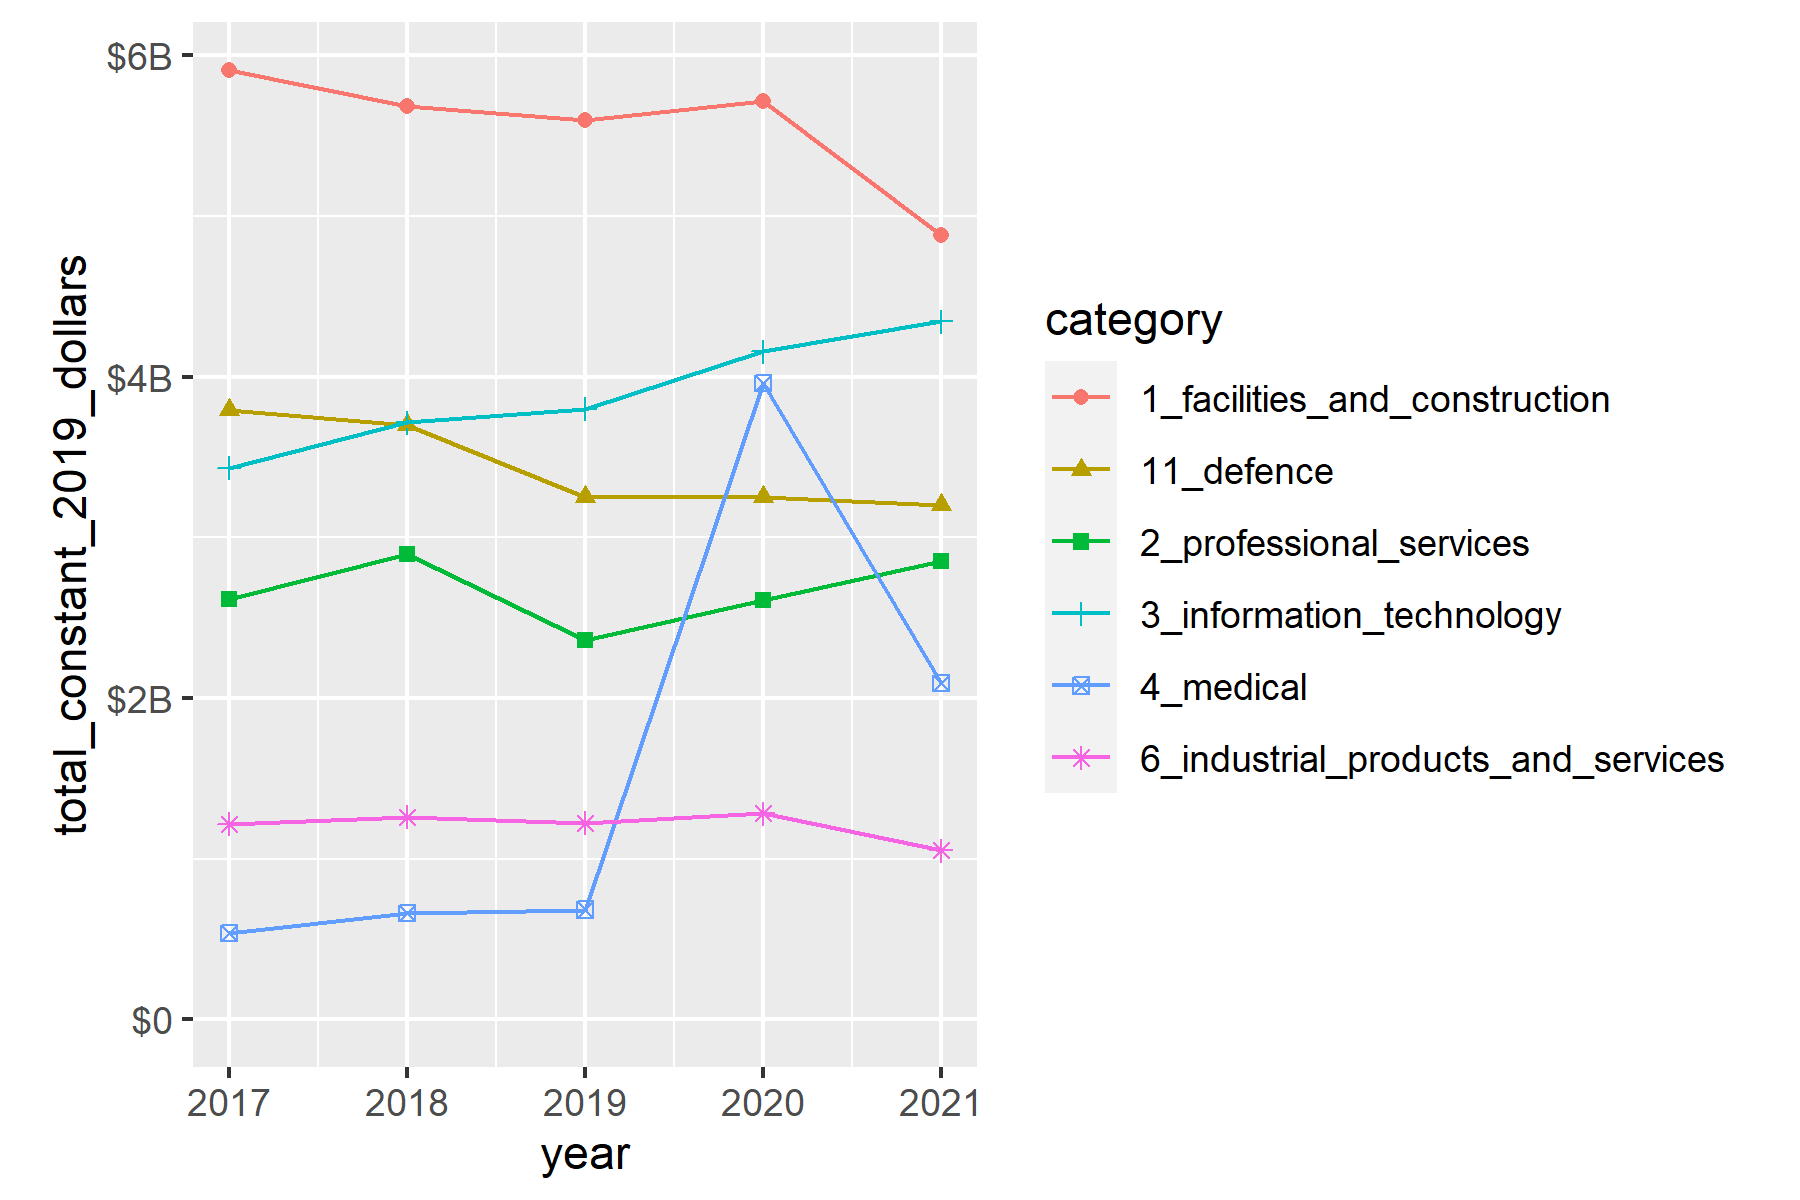 total_constant_2019_dollars
$6B
$4B
$2B
$0
2017 2018 2019 2020 2021
year
category
1_facilities_and_construction
11_defence
2_professional_services
3_information_technology
4_medical
6_industrial_products_and_services